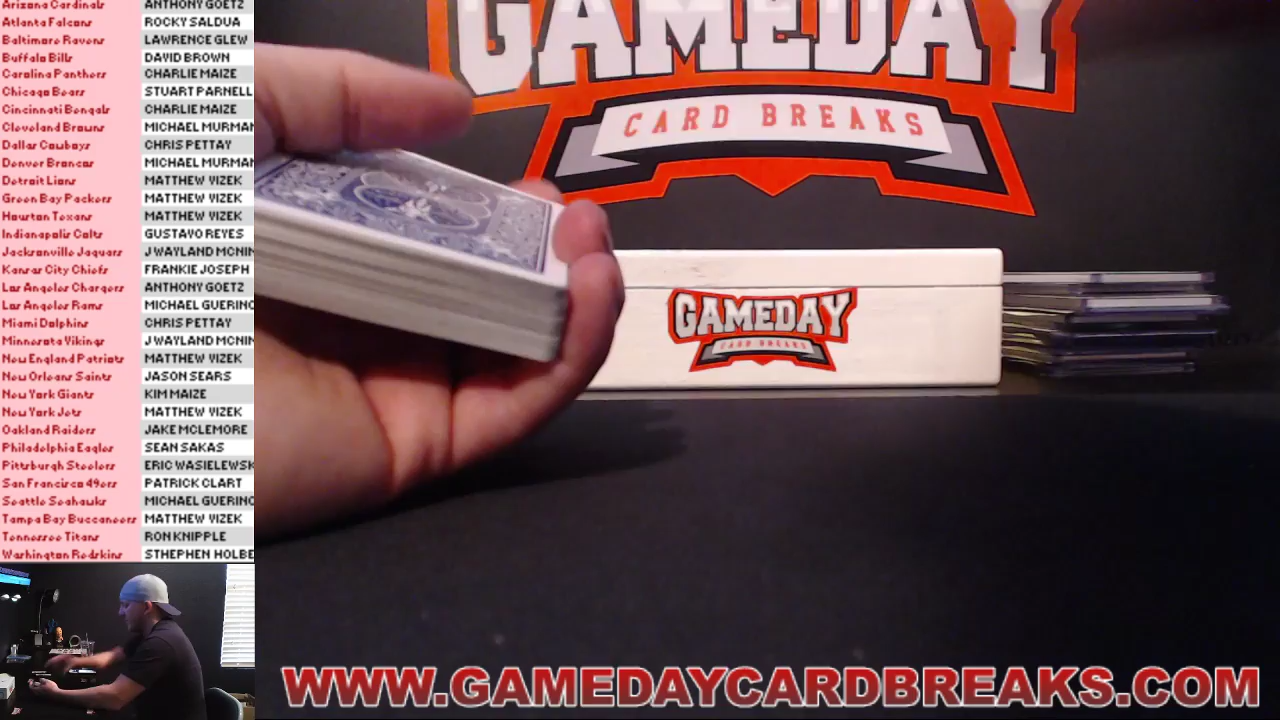 Arizona Cardinals ANTHONY GOETZ
Atlanta Falcons ROCKY SALDUA
Baltimore Ravens LAWRENCE GLEW
Buffalo Bills DAVID BROWN
Carolina Panthers CHARLIE MAIZE
Chicago Bears STUART PARNELL
Cincinnati Bengals CHARLIE MAIZE
Cleveland Browns MICHAEL MURMAN
Dallas Cowboys CHRIS PETTAY
Denver Broncos MICHAEL MURMAN
Detroit Lions MATTHEW VIZEK
Green Bay Packers MATTHEW VIZEK
Houston Texans MATTHEW VIZEK
Indianapolis Colts GUSTAVO REYES
Jacksonville Jaguars J WAYLAND MCNIN
Kansas City Chiefs FRANKIE JOSEPH
Los Angeles Chargers ANTHONY GOETZ
Los Angeles Rams MICHAEL GUERINO
Miami Dolphins CHRIS PETTAY
Minnesota Vikings J WAYLAND MCNIN
New England Patriots MATTHEW VIZEK
New Orleans Saints JASON SEARS
New York Giants KIM MAIZE
New York Jets MATTHEW VIZEK
Oakland Raiders JAKE MCLEMORE
Philadelphia Eagles SEAN SAKAS
Pittsburgh Steelers ERIC WASIELEWSK
San Francisco 49ers PATRICK CLART
Seattle Seahawks MICHAEL GUERINO
Tampa Bay Buccaneers MATTHEW VIZEK
Tennessee Titans RON KNIPPLE
Washington Redskins STHEPHEN HOLBE
GAMEDAY
CARD BREAKS
GAMEDAY
CARD BREAKS
WWW.GAMEDAYCARDBREAKS.COM